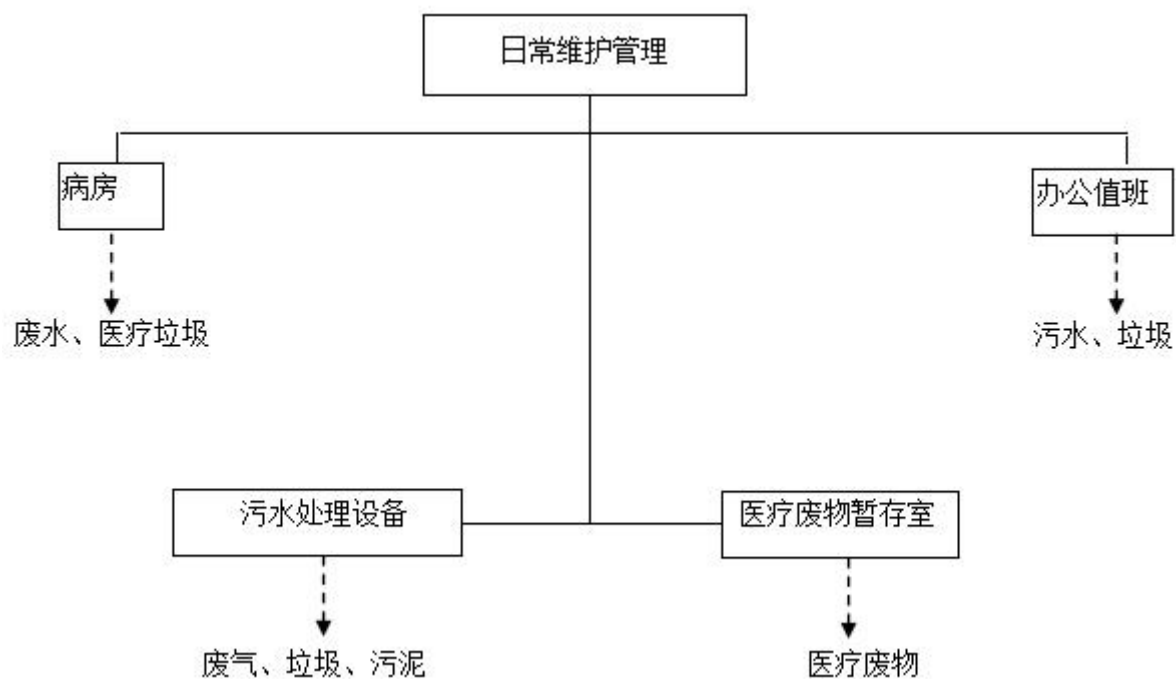 日常维护管理
病房
办公值班
废水、医疗垃圾
污水、垃圾
污水处理设备
医疗废物暂存室
废气、垃圾、污泥
医疗废物